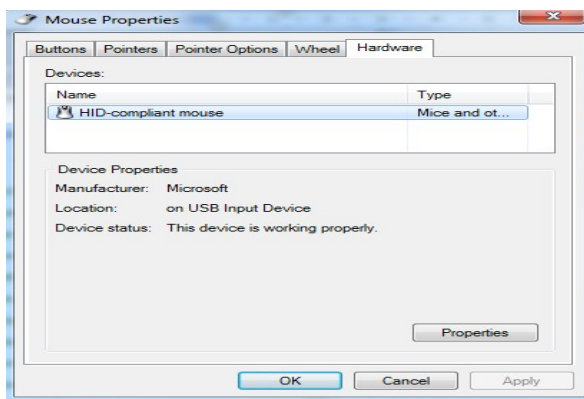 Mouse Properties
Buttons Pointers Pointer Options Wheel Hardware
Devices:
Name Type
HID-compliant mouse Mice and ot...
Device Properties
Manufacturer: Microsoft
Location: on USB Input Device
Device status: This device is working properly.
Properties
OK Cancel Apply